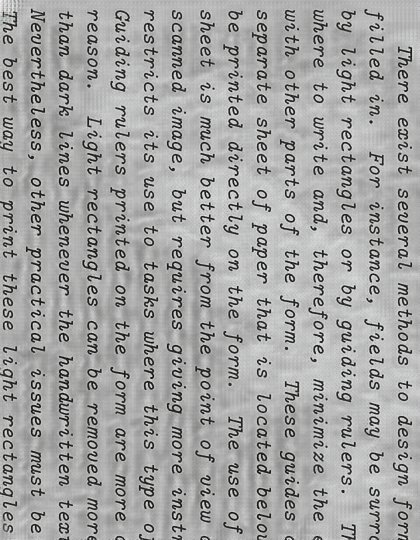 There exist several methods to design form
filled in. For instance, fields may be surro
by light rectangles or by guiding rulers. Th
where to write and, therefore, minimize the e
with other parts of the form. These guides c
separate sheet of paper that is located below
be printed directly on the form. The use of
sheet is much better from the point of view o
scanned image, but requires giving more instr
restricts its use to tasks where this type of
Guiding rulers printed on the form are more c
reason. Light rectangles can be removed more
than dark lines whenever the handwritten text
Nevertheless, other practical issues must be
The best way to print these light rectangles